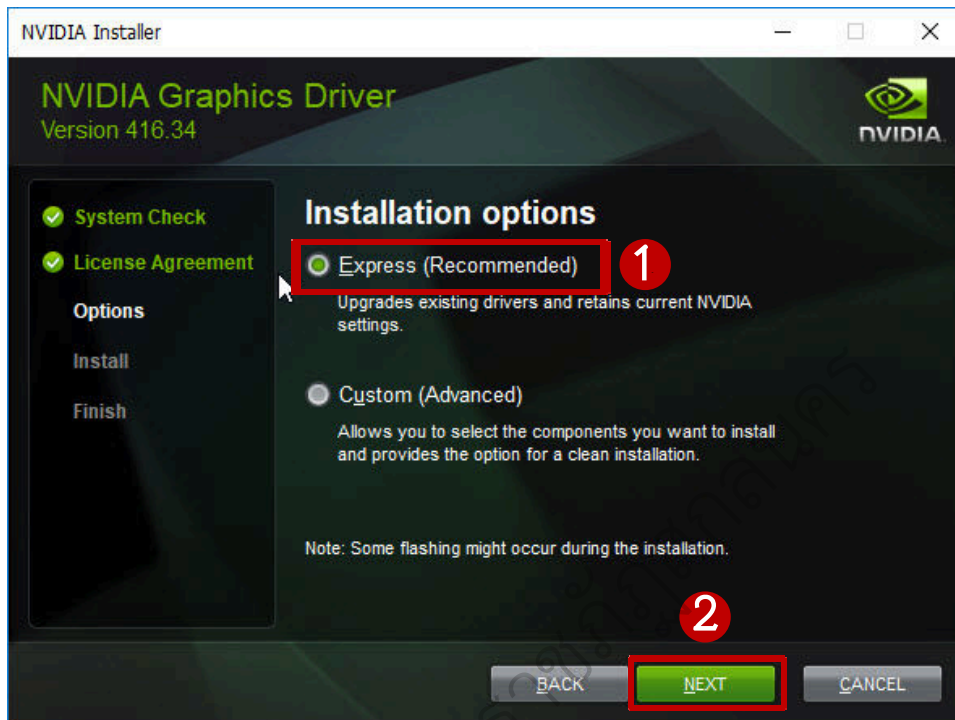 NVIDIA Installer
NVIDIA Graphics Driver
Version 416.34
NVIDIA.
System Check
License Agreement
Options
Install
Finish
Installation options
Express (Recommended)
1
Upgrades existing drivers and retains current NVIDIA
settings.
Custom (Advanced)
Allows you to select the components you want to install
and provides the option for a clean installation.
Note: Some flashing might occur during the installation.
2
BACK
NEXT
CANCEL